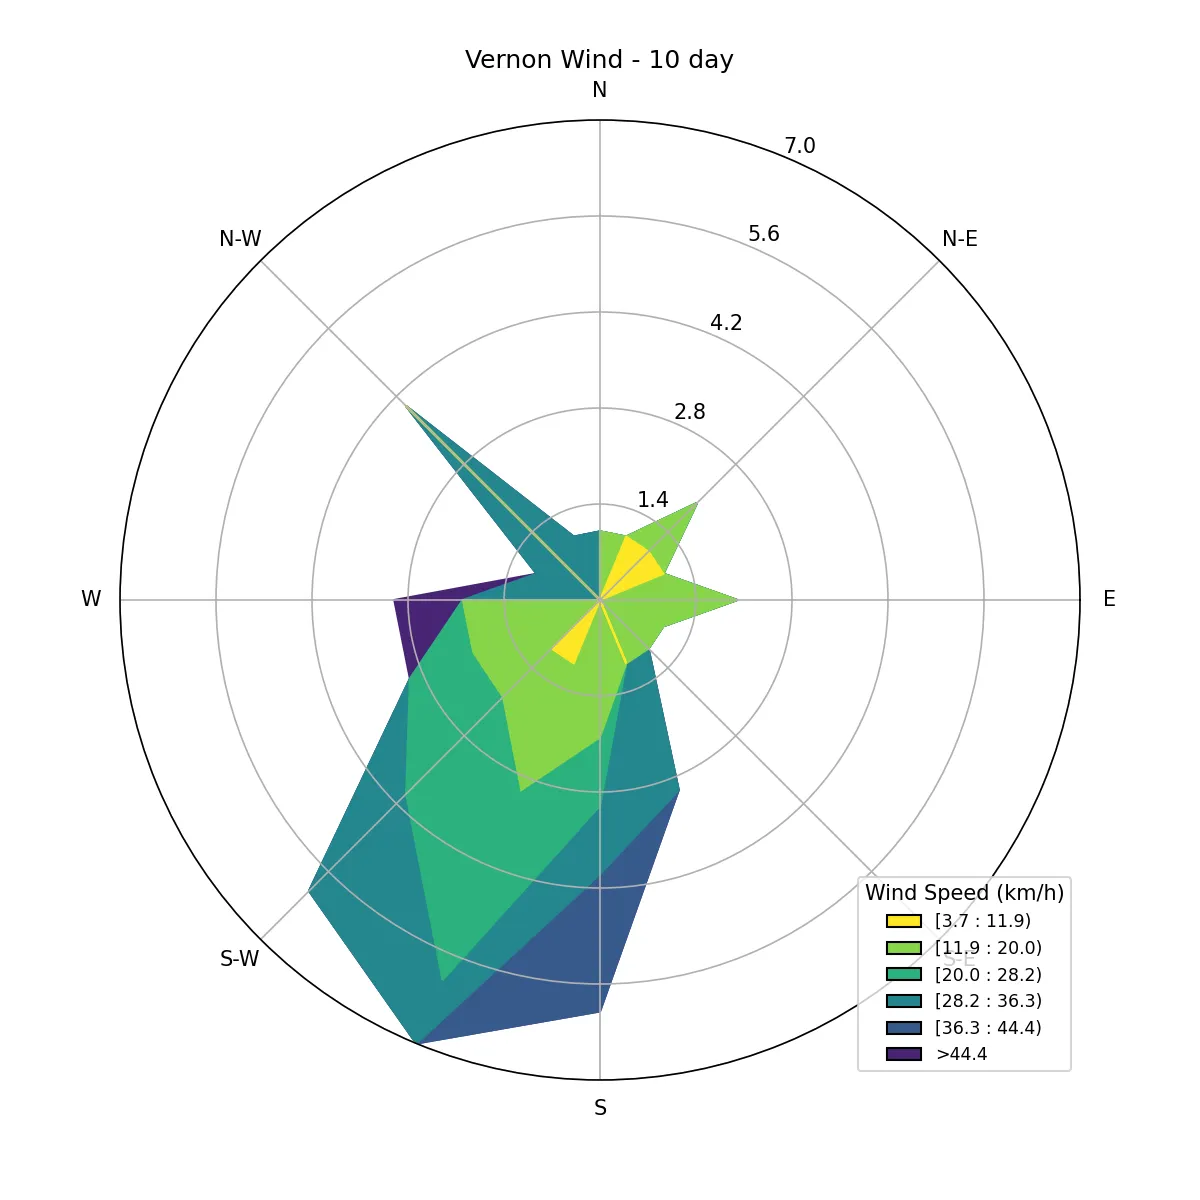 Vernon Wind - 10 day
N
7.0
N-W
5.6
N-E
4.2
2.8
1.4
W
E
Wind Speed (km/h)
[3.7 : 11.9)
[11.9 : 20.0)
S-W
S-E
[20.0 : 28.2)
[28.2 : 36.3)
[36.3 : 44.4)
>44.4
S